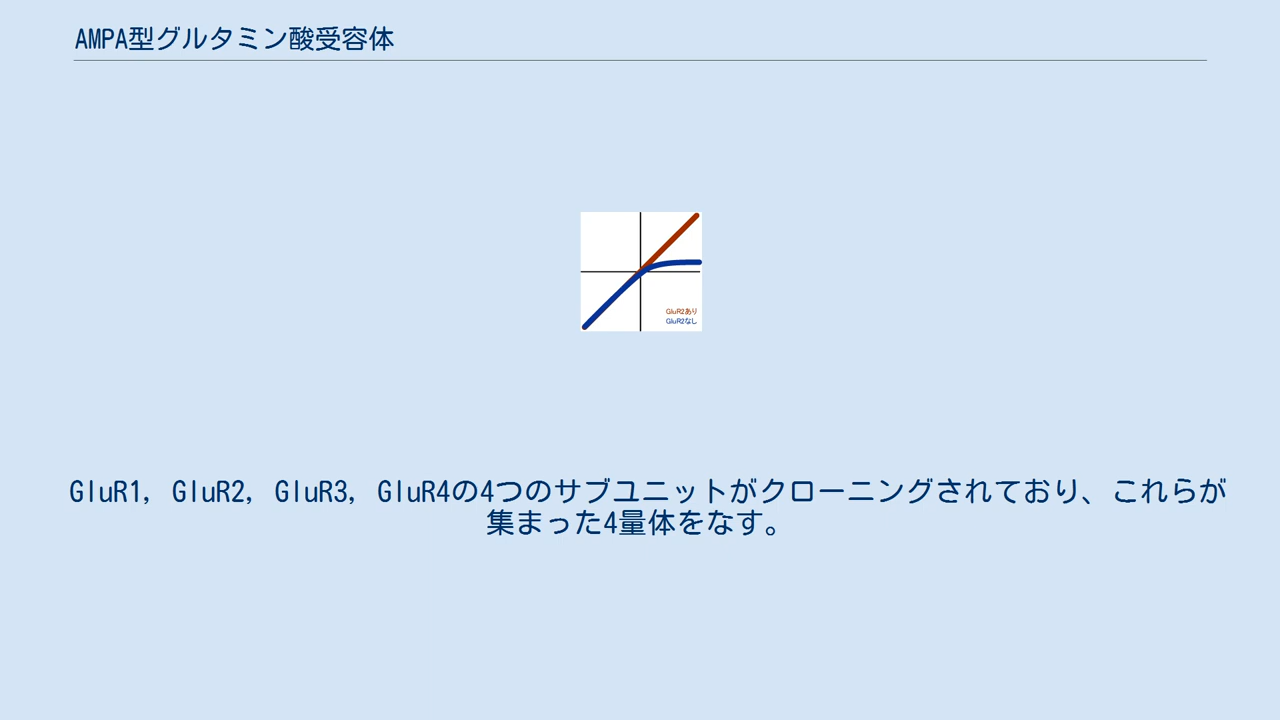 AMPA型グルタミン酸受容体
GluR2あり
GluR2なし
GluR1, GluR2, GluR3, GluR4の4つのサブユニットがクローニングされており、これらが
集まった4量体をなす。